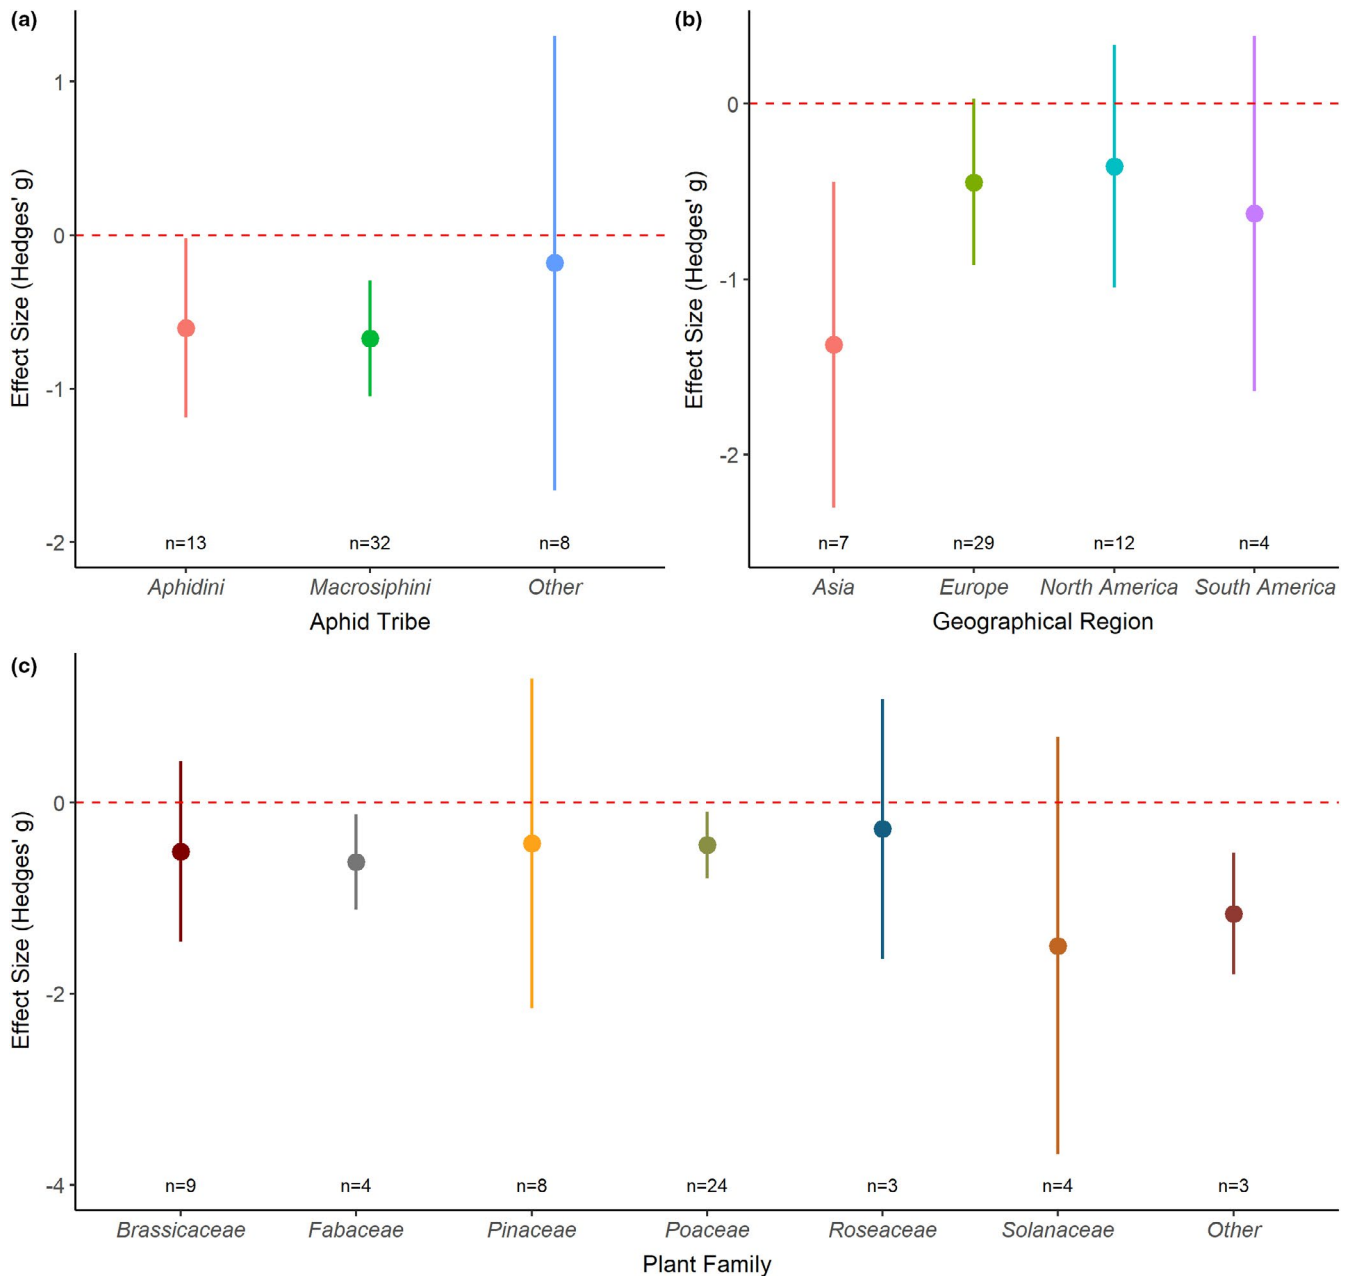 (a)
Effect Size (Hedges' g)
1
0
-1
-2
n=13 n=32 n=8
Aphidini Macrosiphini Other
Aphid Tribe
(b)
Effect Size (Hedges' g)
0
-1
-2
n=7 n=29 n=12 n=4
Asia Europe North America South America
Geographical Region
(c)
Effect Size (Hedges' g)
0
-2
-4
n=9 n=4 n=8 n=24 n=3 n=4 n=3
Brassicaceae Fabaceae Pinaceae Poaceae Roseaceae Solanaceae Other
Plant Family